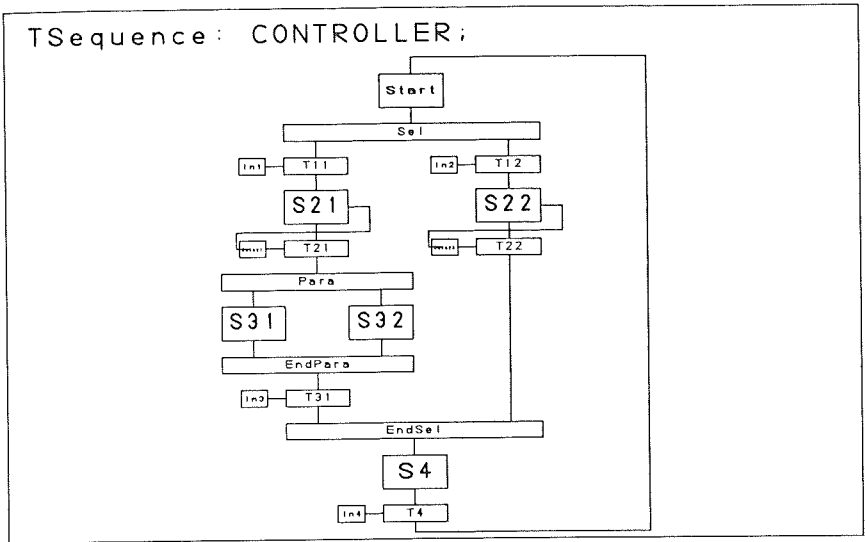 TSequence: CONTROLLER;
Start
Sel
In1 T11 In2 T12
S21 S22
T21 T22
Para
S31 S32
EndPara
In3 T31
EndSel
S4
In4 T4